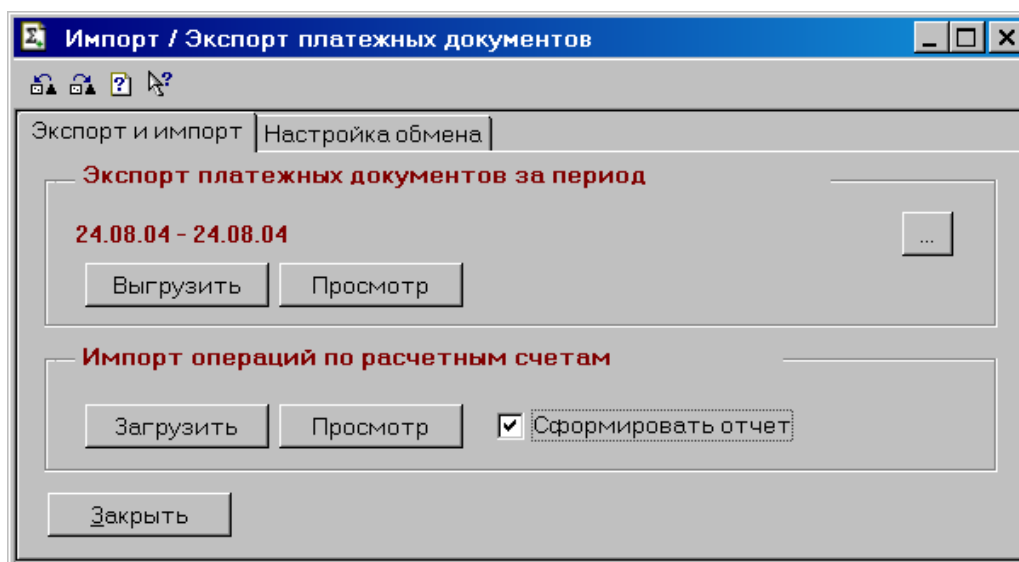 Импорт / Экспорт платежных документов
Экспорт и импорт Настройка обмена
Экспорт платежных документов за период
24.08.04 - 24.08.04 ...
Выгрузить Просмотр
Импорт операций по расчетным счетам
Загрузить Просмотр Сформировать отчет
Закрыть